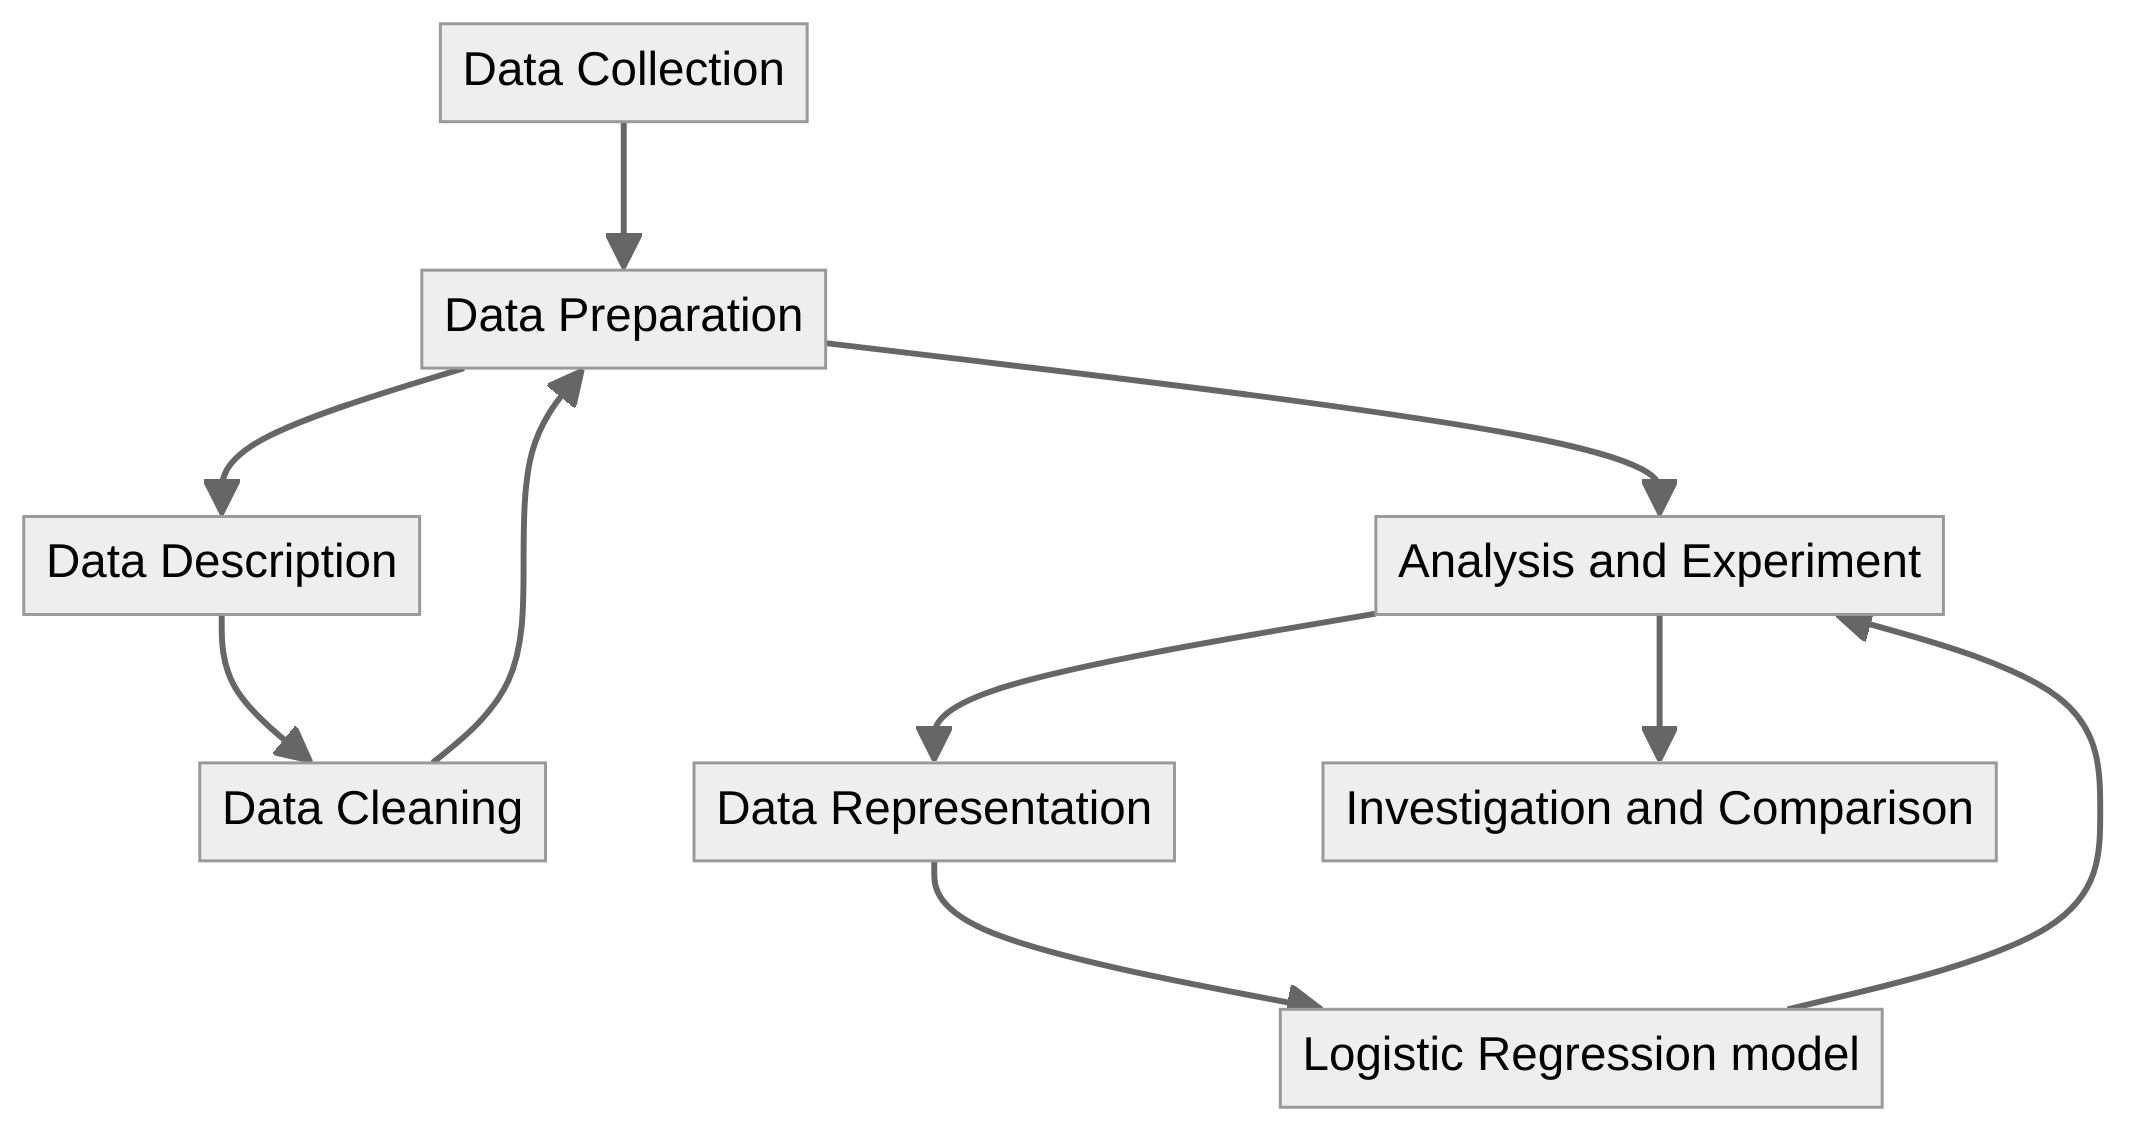 Data Collection
Data Preparation
Data Description
Analysis and Experiment
Data Cleaning
Data Representation
Investigation and Comparison
Logistic Regression model